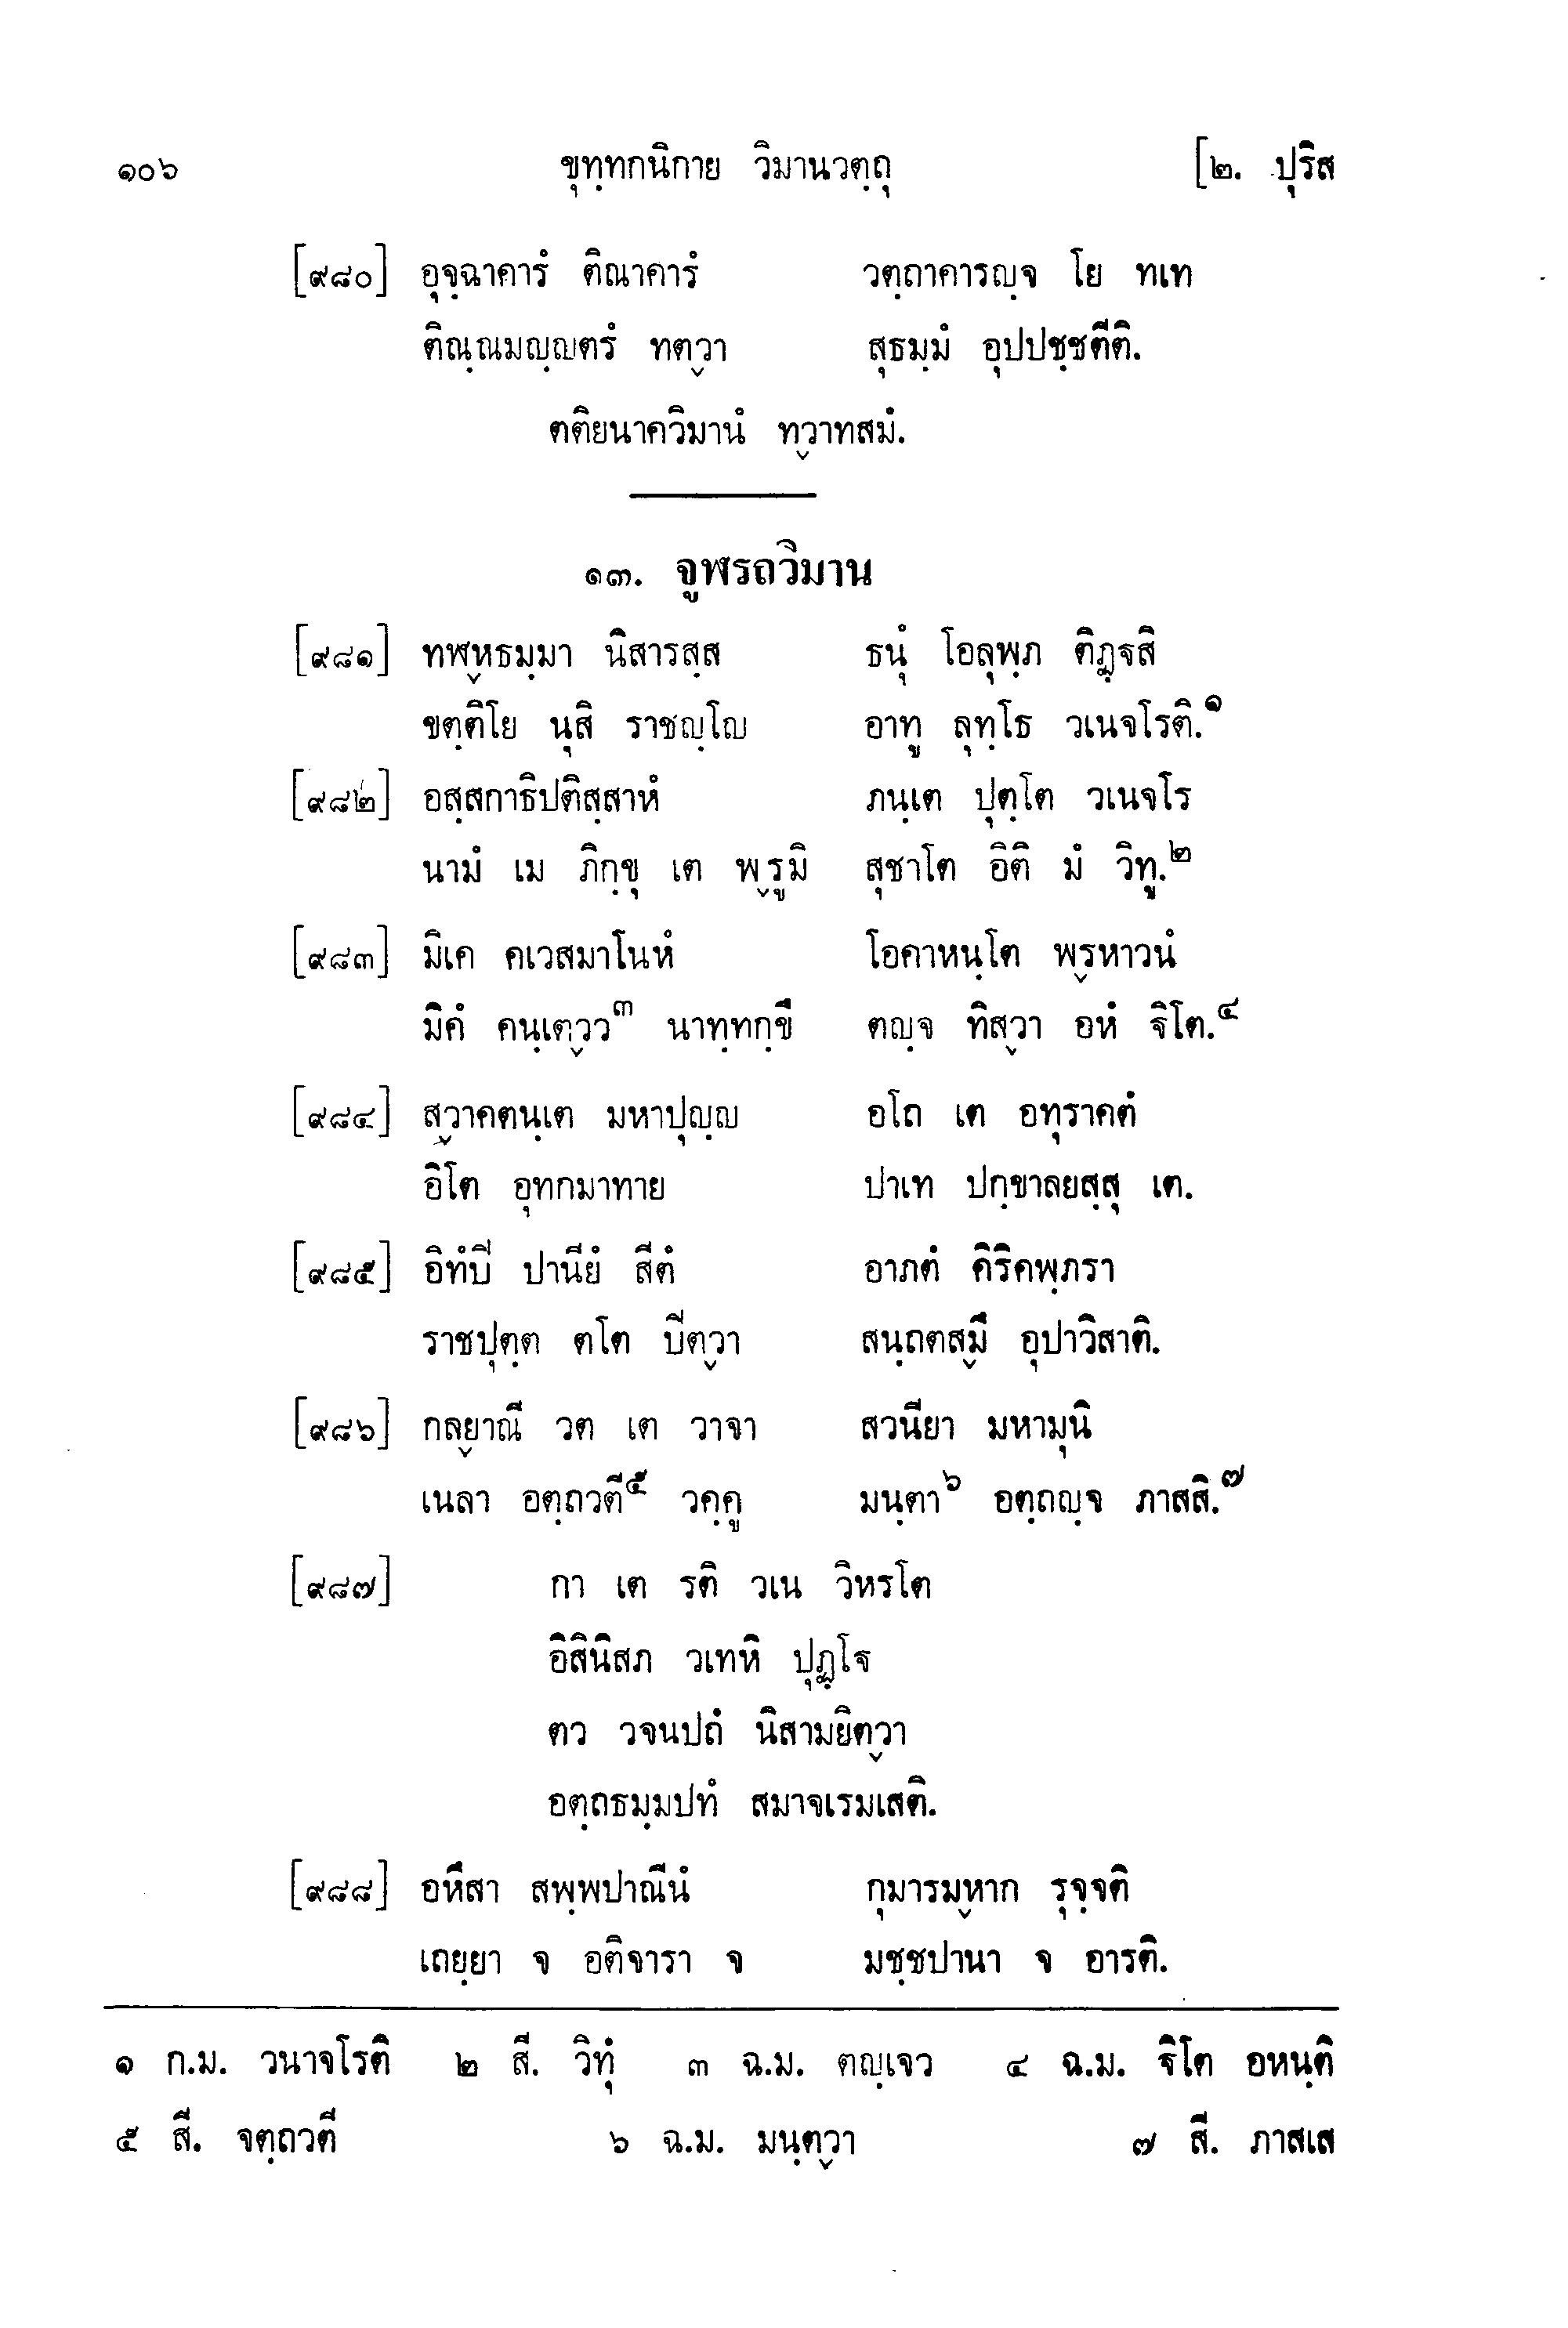 ๑๐๖ ขุทฺทกนิกาย วิมานวตฺถุ [๒. ปุริส
[๙๘๐] อุจฺฉาคารํ ติณาคารํ วตฺถาคารญฺจ โย ทเท
ติณฺณมญฺญตรํ ทตฺวา สุธมฺมํ อุปปชฺชตีติ.
ตติยนาควิมานํ ทฺวาทสมํ.
๑๓. จูฬรถวิมาน
[๙๘๑] ทฬฺหธมฺมา นิสารสฺส ธนุํ โอลุพฺภ ติฏฺฐสิ
ขตฺติโย นุสิ ราชญฺโญ อาทู ลุทฺโธ วเนจโรติ.๑
[๙๘๒] อสฺสกาธิปติสฺสาหํ ภนฺเต ปุตฺโต วเนจโร
นามํ เม ภิกฺขุ เต พฺรูมิ สุชาโต อิติ มํ วิทู.๒
[๙๘๓] มิเค คเวสมาโนหํ โอคาหนฺโต พฺรหาวนํ
มิคํ คนฺเตฺวว๓ นาทฺทกฺขึ ตญฺจ ทิสฺวา อหํ ฐิโต.๔
[๙๘๔] สฺวาคตนฺเต มหาปุญฺญ อโถ เต อทุราคตํ
อิโต อุทกมาทาย ปาเท ปกฺขาลยสฺสุ เต.
[๙๘๕] อิทํปี ปานียํ สีตํ อาภตํ คิริคพฺภรา
ราชปุตฺต ตโต ปีตฺวา สนฺถตสฺมึ อุปาวิสาติ.
[๙๘๖] กลฺยาณี วต เต วาจา สวนียา มหามุนิ
เนลา อตฺถวตี๕ วคฺคู มนฺตา๖ อตฺถญฺจ ภาสสิ.๗
[๙๘๗] กา เต รติ วเน วิหรโต
อิสินิสภ วเทหิ ปุฏฺโฐ
ตว วจนปถํ นิสามยิตฺวา
อตฺถธมฺมปทํ สมาจเรมเสติ.
[๙๘๘] อหึสา สพฺพปาณีนํ กุมารมฺหาก รุจฺจติ
เถยฺยา จ อติจารา จ มชฺชปานา จ อารติ.
๑ ก.ม. วนาจโรติ ๒ สี. วิทุํ ๓ ฉ.ม. ตญฺเจว ๔ ฉ.ม. ฐิโต อหนฺติ
๕ สี. จตฺถวตี ๖ ฉ.ม. มนฺตฺวา ๗ สี. ภาสเส